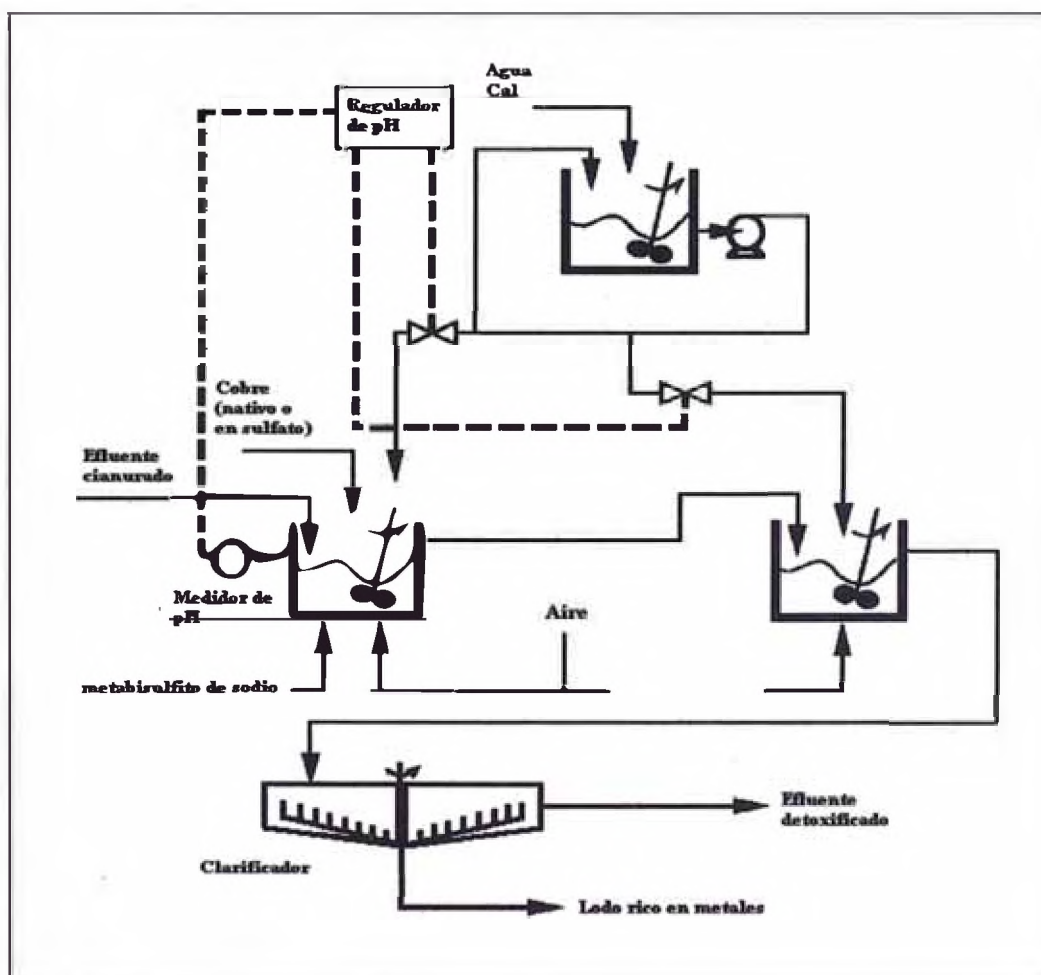 Agua
Cal
Regulador
de pH
Cobre
(nativo o
en sulfato)
Efluente
cianurado
Medidor de
pH
Aire
metabisulfito de sodio
Efluente
detoxificado
Clarificador
Lodo rico en metales